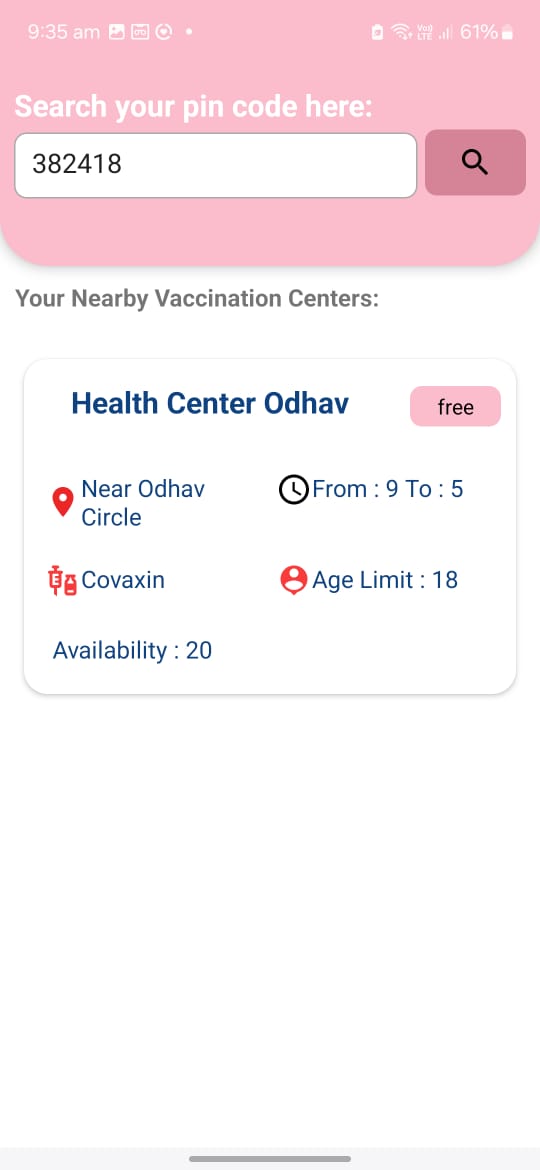 9:35 am
Vo)) LTE 61%
Search your pin code here:
382418
Your Nearby Vaccination Centers:
Health Center Odhav
free
Near Odhav
Circle
From : 9 To : 5
Covaxin
Age Limit : 18
Availability : 20